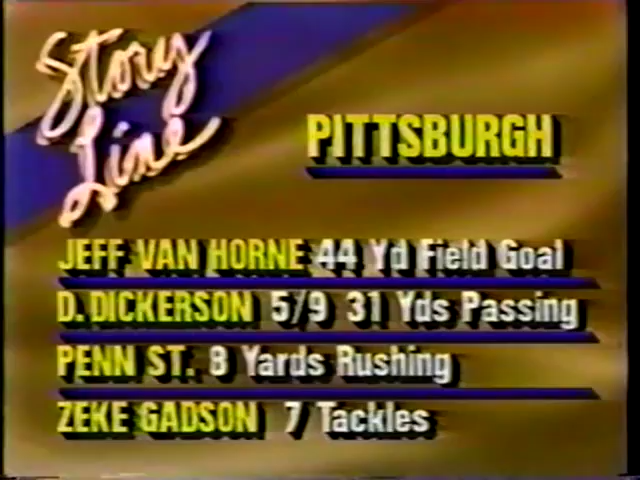 Story
Line
PITTSBURGH
JEFF VAN HORNE 44 Yd Field Goal
D. DICKERSON 5/9 31 Yds Passing
PENN ST. 8 Yards Rushing
ZEKE GADSON 7 Tackles